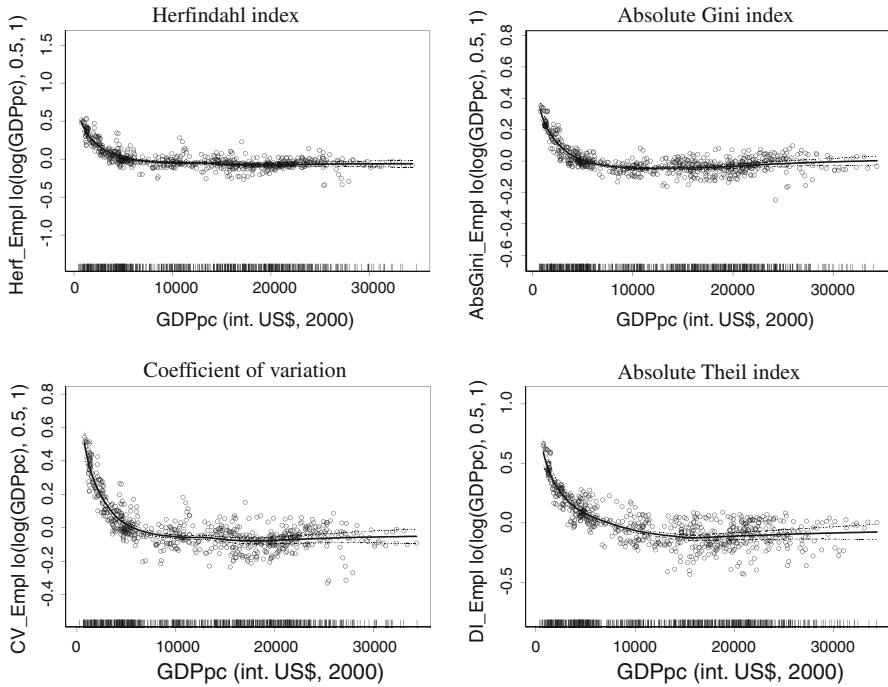 Herfindahl index
Herf_Empl lo(log(GDPpc), 0.5, 1)
1.5
1.0
0.5
0.0
-0.5
-1.0
0 10000 20000 30000
GDPpc (int. US$, 2000)
Absolute Gini index
AbsGini_Empl lo(log(GDPpc), 0.5, 1)
0.8
0.6
0.4
0.2
0.0
-0.2
-0.4
-0.6
0 10000 20000 30000
GDPpc (int. US$, 2000)
Coefficient of variation
CV_Empl lo(log(GDPpc), 0.5, 1)
0.8
0.6
0.4
0.2
0.0
-0.2
-0.4
0 10000 20000 30000
GDPpc (int. US$, 2000)
Absolute Theil index
DI_Empl lo(log(GDPpc), 0.5, 1)
1.0
0.5
0.0
-0.5
0 10000 20000 30000
GDPpc (int. US$, 2000)